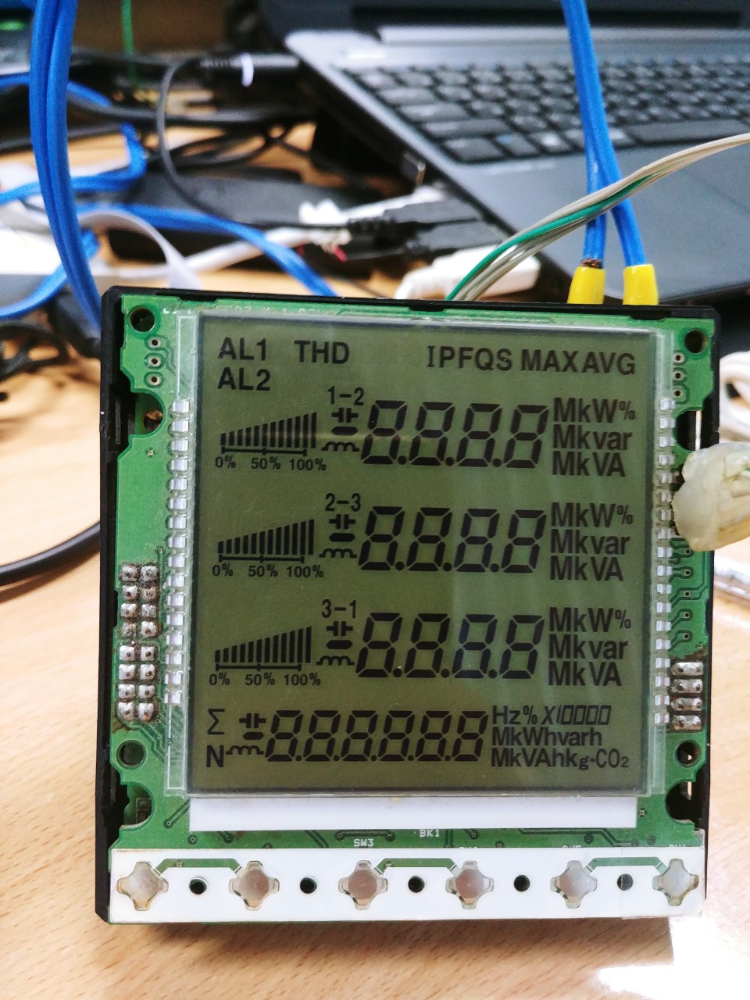 AL1 THD IPFQS MAX AVG
AL2
1-2
8.8.8.8 MkW%
Mkvar
MkVA
0% 50% 100%
2-3
8.8.8.8 MkW%
Mkvar
MkVA
0% 50% 100%
3-1
8.8.8.8 MkW%
Mkvar
MkVA
0% 50% 100%
Σ 8.8.8.8.8.8 Hz% X10000
MkWhvarh
N MkVAhkg-CO2
BK1
SW3